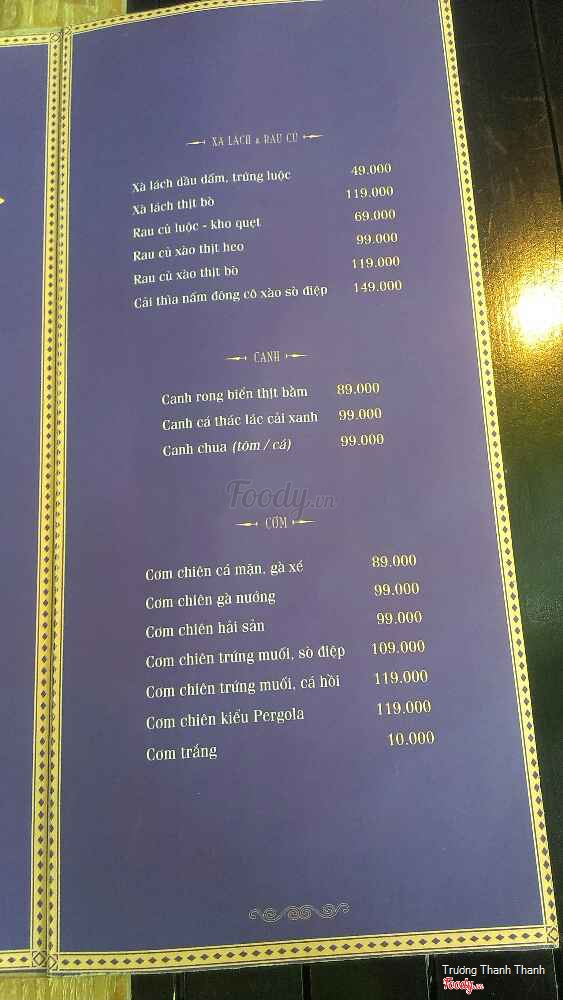 XÀ LÁCH & RAU CỦ
Xà lách dầu dấm, trứng luộc 49.000
Xà lách thịt bò 119.000
Rau củ luộc - kho quẹt 69.000
Rau củ xào thịt heo 99.000
Rau củ xào thịt bò 119.000
Cải thìa nấm đông cô xào sò điệp 149.000
CANH
Canh rong biển thịt bằm 89.000
Canh cá thác lác cải xanh 99.000
Canh chua (tôm / cá) 99.000
Foody.vn
CƠM
Cơm chiên cá mặn, gà xé 89.000
Cơm chiên gà nướng 99.000
Cơm chiên hải sản 99.000
Cơm chiên trứng muối, sò điệp 109.000
Cơm chiên trứng muối, cá hồi 119.000
Cơm chiên kiểu Pergola 119.000
Cơm trắng 10.000
Trương Thanh Thanh
Foody.vn